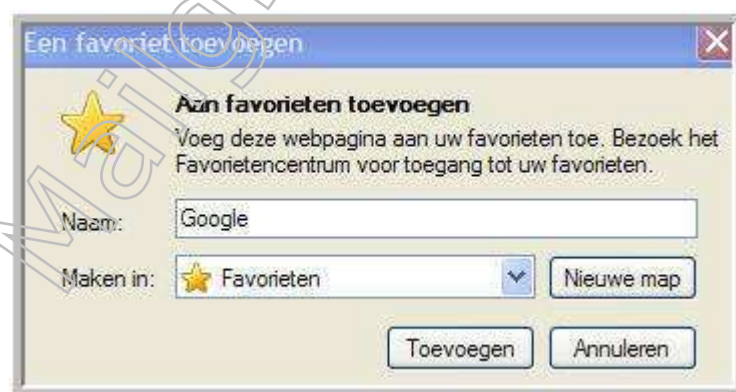 Een favoriet toevoegen
Aan favorieten toevoegen
Voeg deze webpagina aan uw favorieten toe. Bezoek het
Favorietencentrum voor toegang tot uw favorieten.
Naam:
Google
Maken in:
Favorieten
Nieuwe map
Toevoegen
Annuleren